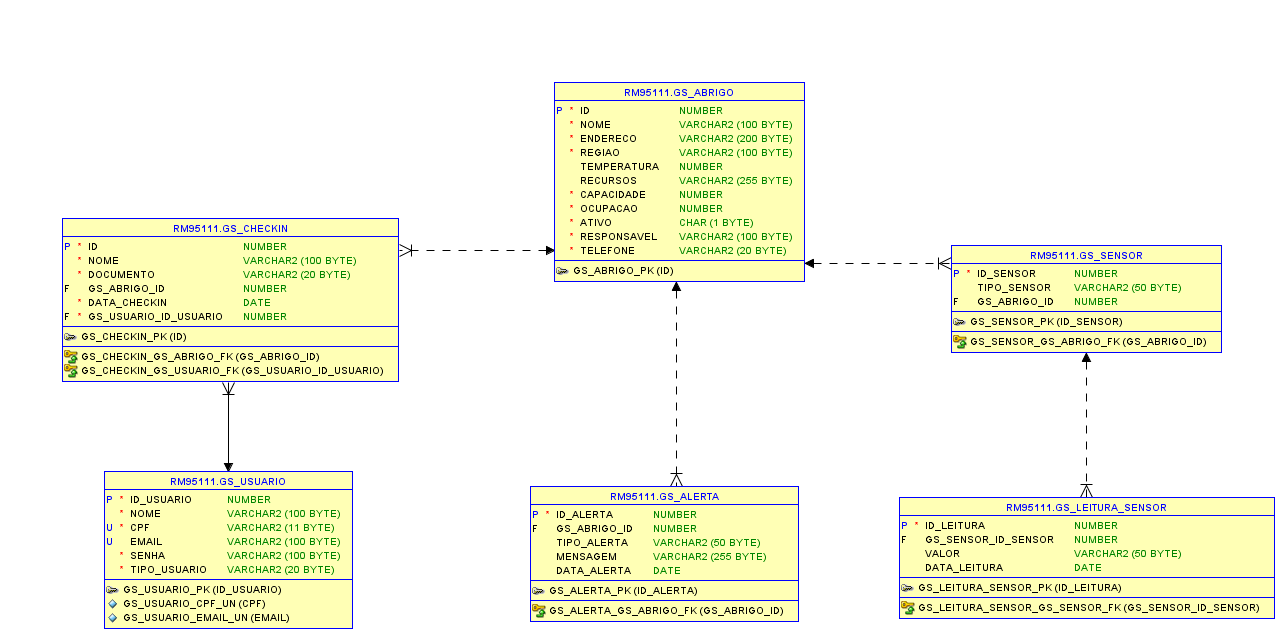 RM95111.GS_ABRIGO
P * ID NUMBER
* NOME VARCHAR2 (100 BYTE)
* ENDERECO VARCHAR2 (200 BYTE)
* REGIAO VARCHAR2 (100 BYTE)
TEMPERATURA NUMBER
RECURSOS VARCHAR2 (255 BYTE)
* CAPACIDADE NUMBER
* OCUPACAO NUMBER
* ATIVO CHAR (1 BYTE)
* RESPONSAVEL VARCHAR2 (100 BYTE)
* TELEFONE VARCHAR2 (20 BYTE)
GS_ABRIGO_PK (ID)
RM95111.GS_CHECKIN
P * ID NUMBER
* NOME VARCHAR2 (100 BYTE)
* DOCUMENTO VARCHAR2 (20 BYTE)
F GS_ABRIGO_ID NUMBER
* DATA_CHECKIN DATE
F * GS_USUARIO_ID_USUARIO NUMBER
GS_CHECKIN_PK (ID)
GS_CHECKIN_GS_ABRIGO_FK (GS_ABRIGO_ID)
GS_CHECKIN_GS_USUARIO_FK (GS_USUARIO_ID_USUARIO)
RM95111.GS_SENSOR
P * ID_SENSOR NUMBER
TIPO_SENSOR VARCHAR2 (50 BYTE)
F GS_ABRIGO_ID NUMBER
GS_SENSOR_PK (ID_SENSOR)
GS_SENSOR_GS_ABRIGO_FK (GS_ABRIGO_ID)
RM95111.GS_USUARIO
P * ID_USUARIO NUMBER
* NOME VARCHAR2 (100 BYTE)
U * CPF VARCHAR2 (11 BYTE)
U EMAIL VARCHAR2 (100 BYTE)
* SENHA VARCHAR2 (100 BYTE)
* TIPO_USUARIO VARCHAR2 (20 BYTE)
GS_USUARIO_PK (ID_USUARIO)
GS_USUARIO_CPF_UN (CPF)
GS_USUARIO_EMAIL_UN (EMAIL)
RM95111.GS_ALERTA
P * ID_ALERTA NUMBER
F GS_ABRIGO_ID NUMBER
TIPO_ALERTA VARCHAR2 (50 BYTE)
MENSAGEM VARCHAR2 (255 BYTE)
DATA_ALERTA DATE
GS_ALERTA_PK (ID_ALERTA)
GS_ALERTA_GS_ABRIGO_FK (GS_ABRIGO_ID)
RM95111.GS_LEITURA_SENSOR
P * ID_LEITURA NUMBER
F GS_SENSOR_ID_SENSOR NUMBER
VALOR VARCHAR2 (50 BYTE)
DATA_LEITURA DATE
GS_LEITURA_SENSOR_PK (ID_LEITURA)
GS_LEITURA_SENSOR_GS_SENSOR_FK (GS_SENSOR_ID_SENSOR)